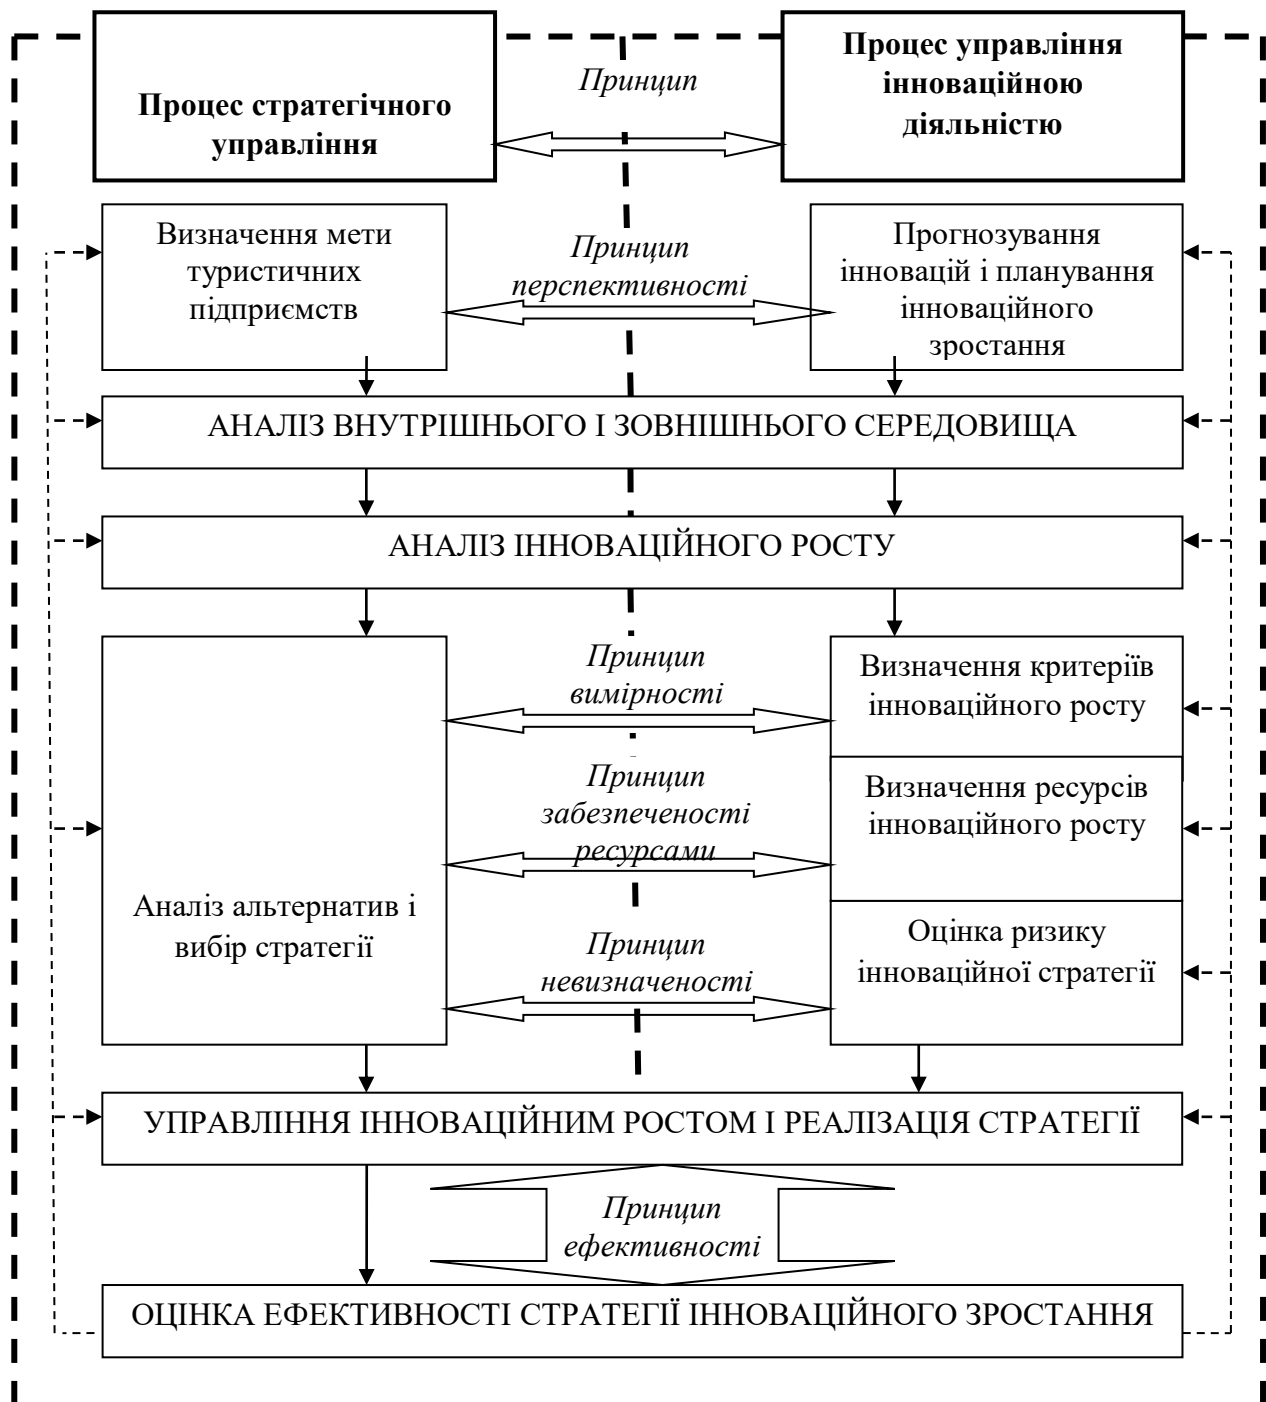 Процес стратегічного
управління
Принцип
Процес управління
інноваційною
діяльністю
Визначення мети
туристичних
підприємств
Принцип
перспективності
Прогнозування
інновацій і планування
інноваційного
зростання
АНАЛІЗ ВНУТРІШНЬОГО І ЗОВНІШНЬОГО СЕРЕДОВИЩА
АНАЛІЗ ІННОВАЦІЙНОГО РОСТУ
Аналіз альтернатив і
вибір стратегії
Принцип
вимірності
Визначення критеріїв
інноваційного росту
Принцип
забезпеченості
ресурсами
Визначення ресурсів
інноваційного росту
Принцип
невизначеності
Оцінка ризику
інноваційної стратегії
УПРАВЛІННЯ ІННОВАЦІЙНИМ РОСТОМ І РЕАЛІЗАЦІЯ СТРАТЕГІЇ
Принцип
ефективності
ОЦІНКА ЕФЕКТИВНОСТІ СТРАТЕГІЇ ІННОВАЦІЙНОГО ЗРОСТАННЯ